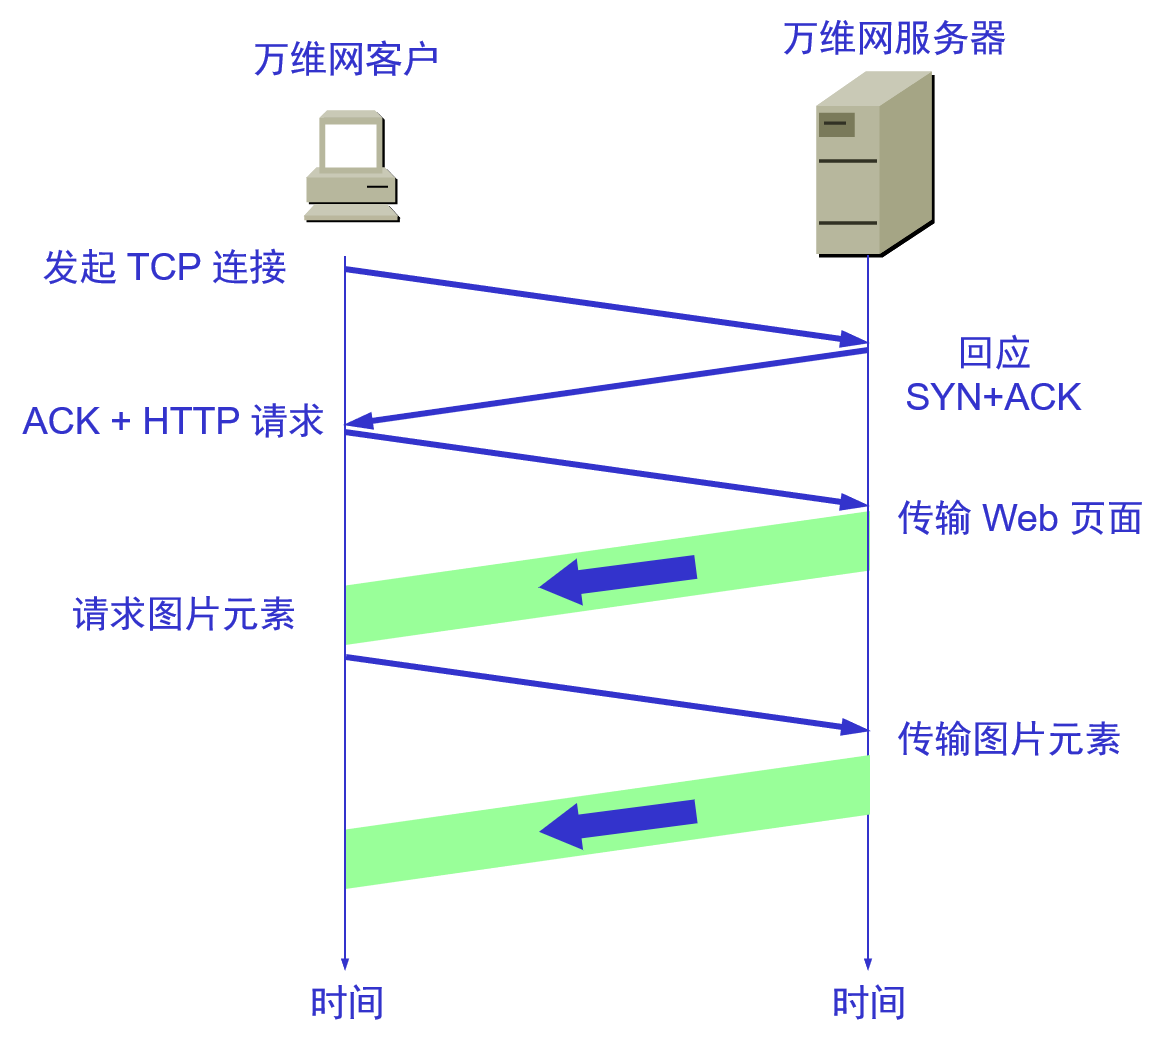 万维网客户
万维网服务器
发起 TCP 连接
回应
SYN+ACK
ACK + HTTP 请求
传输 Web 页面
请求图片元素
传输图片元素
时间
时间